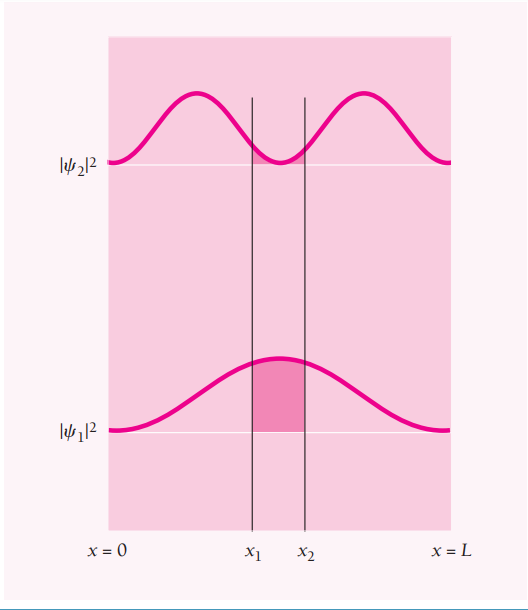 |ψ₂|²
|ψ₁|²
x = 0 x₁ x₂ x = L